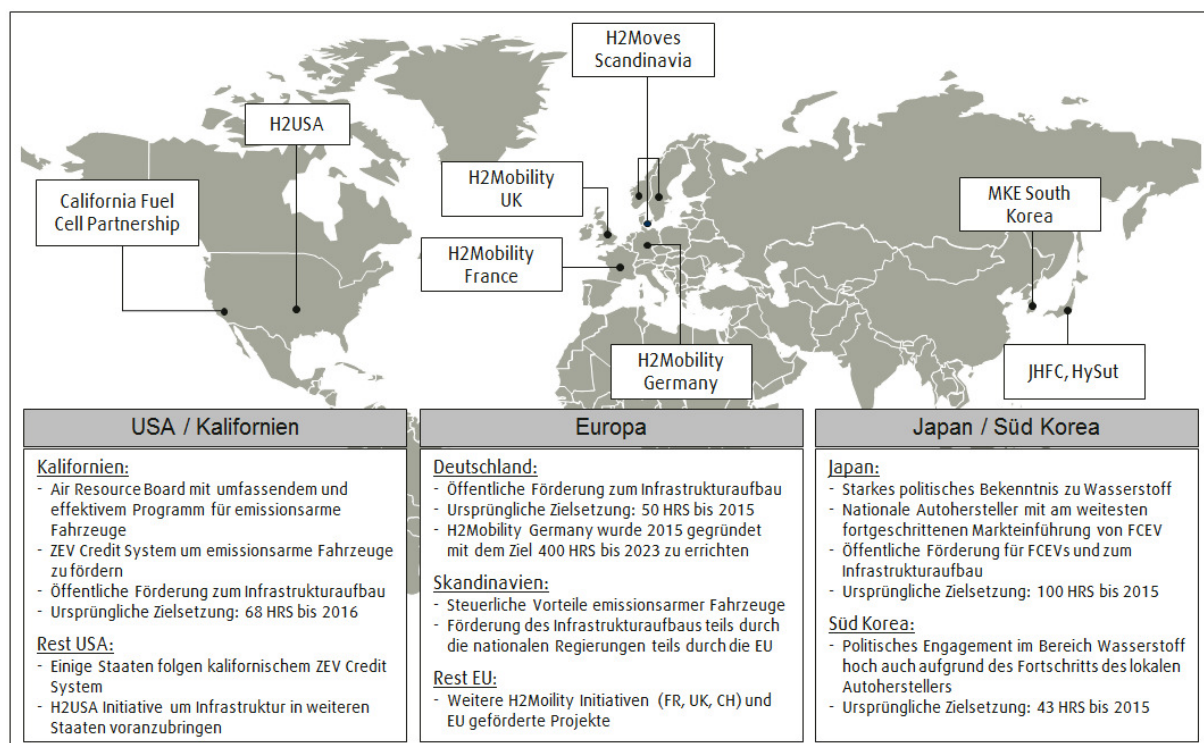 H2Moves
Scandinavia
H2USA
H2Mobility
UK
California Fuel
Cell Partnership
MKE South
Korea
H2Mobility
France
H2Mobility
Germany
JHFC, HySut
USA / Kalifornien
Kalifornien:
- Air Resource Board mit umfassendem und
effektivem Programm für emissionsarme
Fahrzeuge
- ZEV Credit System um emissionsarme Fahrzeuge
zu fördern
- Öffentliche Förderung zum Infrastrukturaufbau
- Ursprüngliche Zielsetzung: 68 HRS bis 2016
Rest USA:
- Einige Staaten folgen kalifornischem ZEV Credit
System
- H2USA Initiative um Infrastruktur in weiteren
Staaten voranzubringen
Europa
Deutschland:
- Öffentliche Förderung zum Infrastrukturaufbau
- Ursprüngliche Zielsetzung: 50 HRS bis 2015
- H2Mobility Germany wurde 2015 gegründet
mit dem Ziel 400 HRS bis 2023 zu errichten
Skandinavien:
- Steuerliche Vorteile emissionsarmer Fahrzeuge
- Förderung des Infrastrukturaufbaus teils durch
die nationalen Regierungen teils durch die EU
Rest EU:
- Weitere H2Moility Initiativen (FR, UK, CH) und
EU geförderte Projekte
Japan / Süd Korea
Japan:
- Starkes politisches Bekenntnis zu Wasserstoff
- Nationale Autohersteller mit am weitesten
fortgeschrittenen Markteinführung von FCEV
- Öffentliche Förderung für FCEVs und zum
Infrastrukturaufbau
- Ursprüngliche Zielsetzung: 100 HRS bis 2015
Süd Korea:
- Politisches Engagement im Bereich Wasserstoff
hoch auch aufgrund des Fortschritts des lokalen
Autoherstellers
- Ursprüngliche Zielsetzung: 43 HRS bis 2015